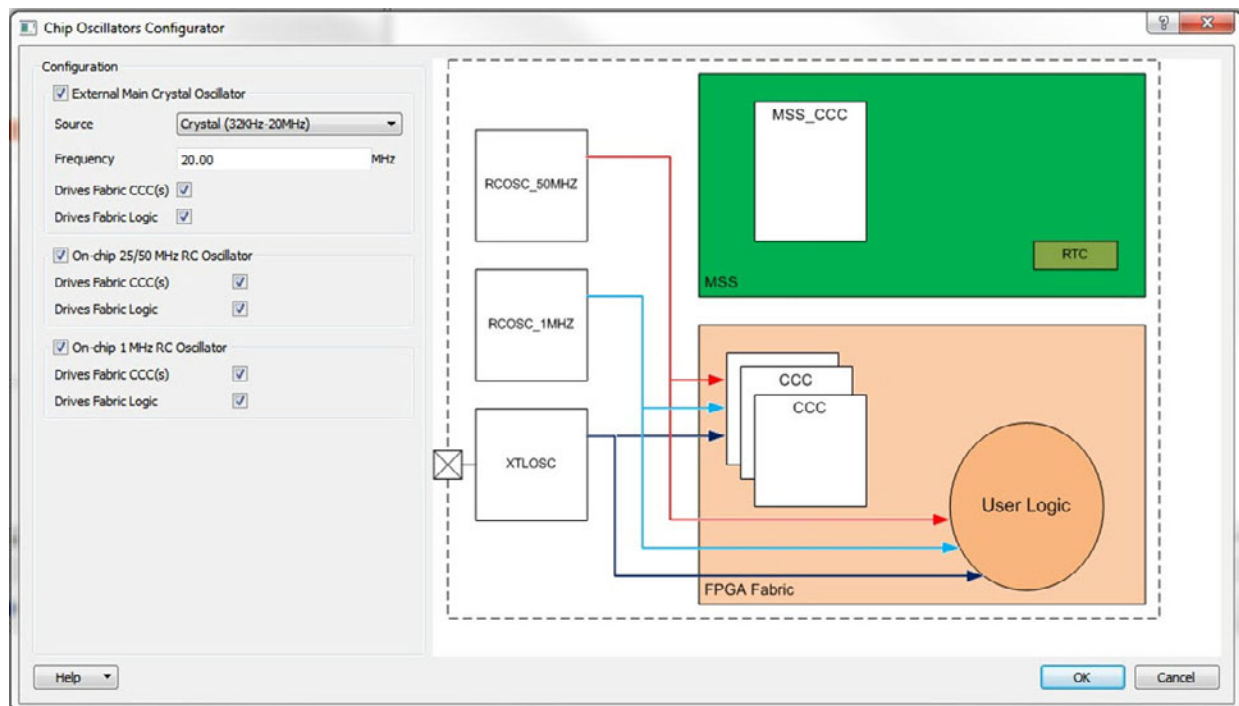 Chip Oscillators Configurator
Configuration
External Main Crystal Oscillator
Source Crystal (32KHz-20MHz)
Frequency 20.00 MHz
Drives Fabric CCC(s)
Drives Fabric Logic
On-chip 25/50 MHz RC Oscillator
Drives Fabric CCC(s)
Drives Fabric Logic
On-chip 1 MHz RC Oscillator
Drives Fabric CCC(s)
Drives Fabric Logic
RCOSC_50MHZ
RCOSC_1MHZ
XTLOSC
MSS_CCC
RTC
MSS
CCC
CCC
User Logic
FPGA Fabric
Help
OK
Cancel